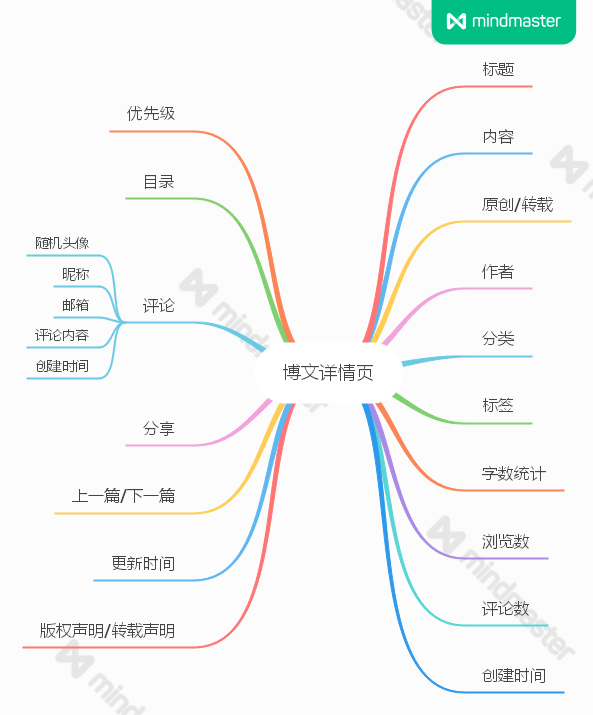 mindmaster
博文详情页
标题
内容
原创/转载
作者
分类
标签
字数统计
浏览数
评论数
创建时间
优先级
目录
评论
随机头像
昵称
邮箱
评论内容
创建时间
分享
上一篇/下一篇
更新时间
版权声明/转载声明
mindmaster